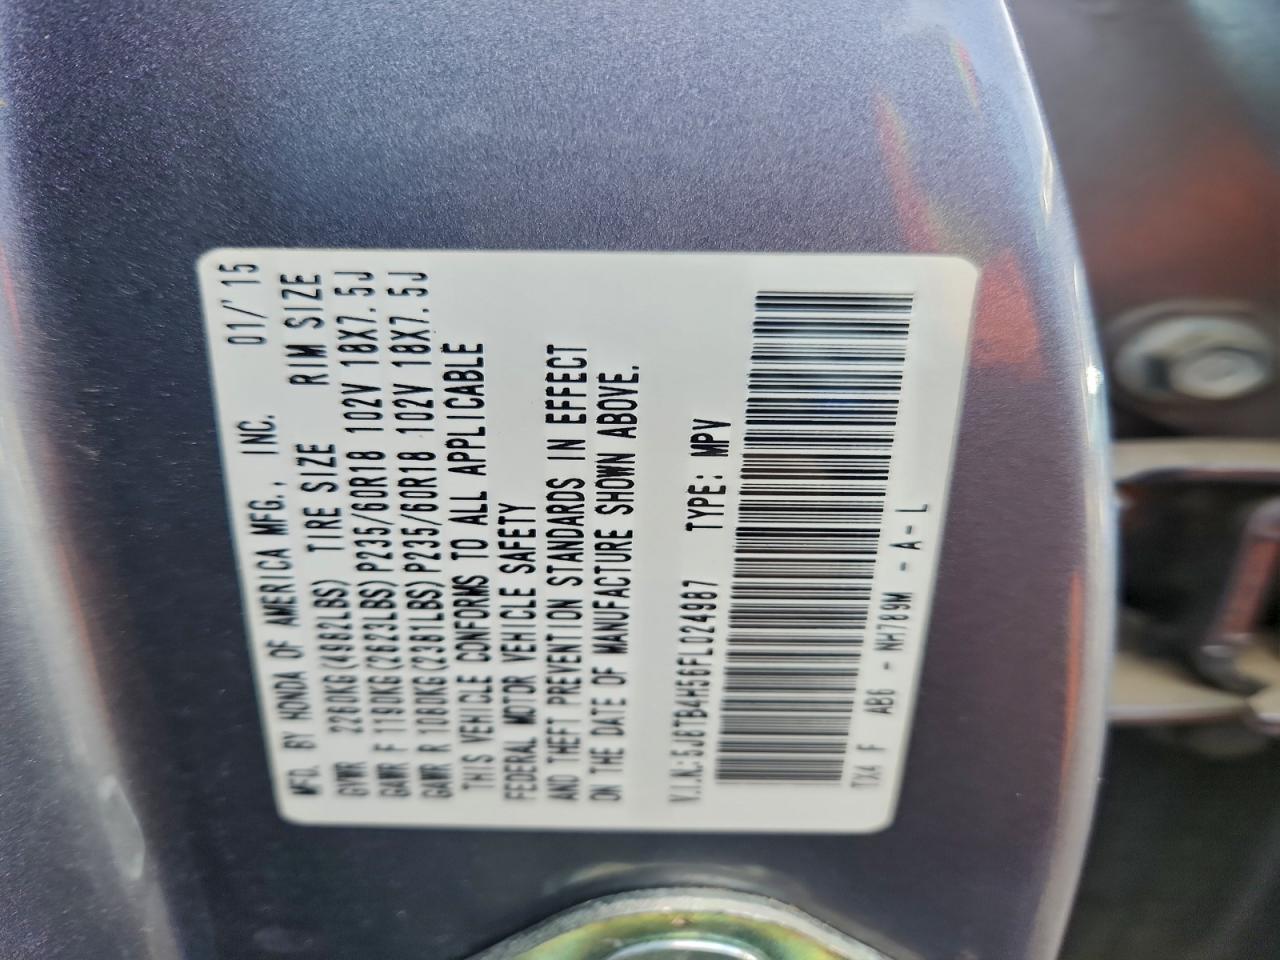 MFD. BY HONDA OF AMERICA MFG., INC. 01/'15
GVWR 2260KG(4982LBS) TIRE SIZE RIM SIZE
GAWR F 1190KG(2623LBS) P235/60R18 102V 18X7.5J
GAWR R 1080KG(2381LBS) P235/60R18 102V 18X7.5J
THIS VEHICLE CONFORMS TO ALL APPLICABLE
FEDERAL MOTOR VEHICLE SAFETY
AND THEFT PREVENTION STANDARDS IN EFFECT
ON THE DATE OF MANUFACTURE SHOWN ABOVE.
V.I.N.: 5J8TB4H56FL024987 TYPE: MPV
TX4 F AB6 - NH789M - A - L